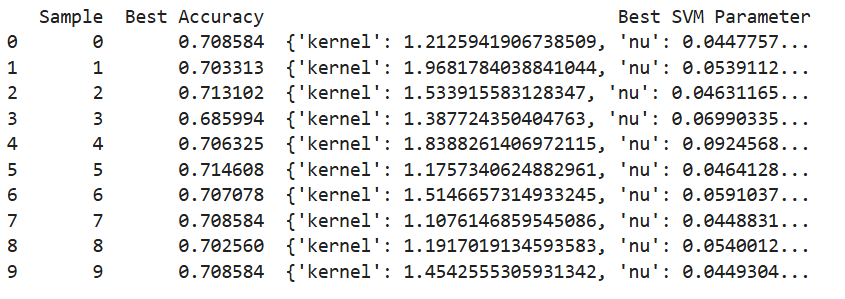 Sample Best Accuracy Best SVM Parameter
0 0 0.708584 {'kernel': 1.2125941906738509, 'nu': 0.0447757...
1 1 0.703313 {'kernel': 1.9681784038841044, 'nu': 0.0539112...
2 2 0.713102 {'kernel': 1.533915583128347, 'nu': 0.04631165...
3 3 0.685994 {'kernel': 1.387724350404763, 'nu': 0.06990335...
4 4 0.706325 {'kernel': 1.8388261406972115, 'nu': 0.0924568...
5 5 0.714608 {'kernel': 1.1757340624882961, 'nu': 0.0464128...
6 6 0.707078 {'kernel': 1.5146657314933245, 'nu': 0.0591037...
7 7 0.708584 {'kernel': 1.1076146859545086, 'nu': 0.0448831...
8 8 0.702560 {'kernel': 1.1917019134593583, 'nu': 0.0540012...
9 9 0.708584 {'kernel': 1.4542555305931342, 'nu': 0.0449304...